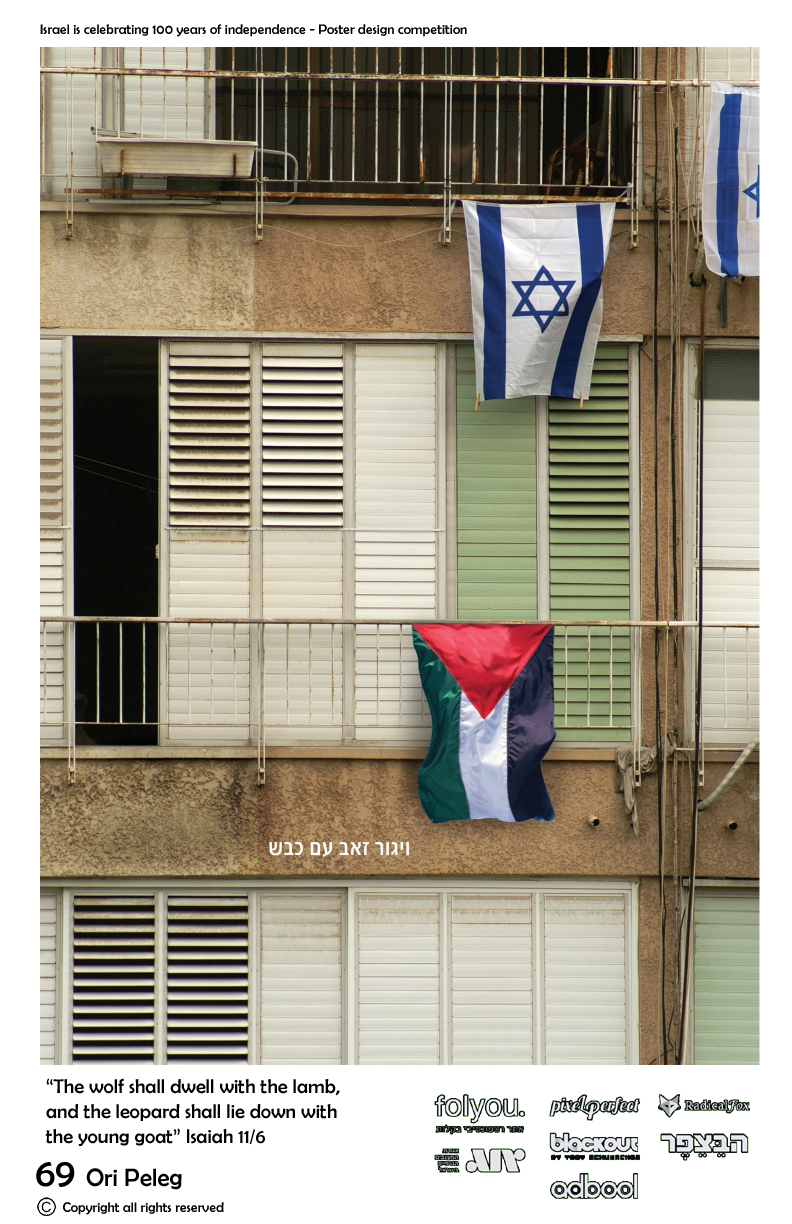 Israel is celebrating 100 years of independence - Poster design competition
וגור זאב עם כבש
“The wolf shall dwell with the lamb,
and the leopard shall lie down with
the young goat” Isaiah 11/6
69 Ori Peleg
© Copyright all rights reserved
folyou.
pixelperfect
RadicalFox
blackout
הבצפר
adbool